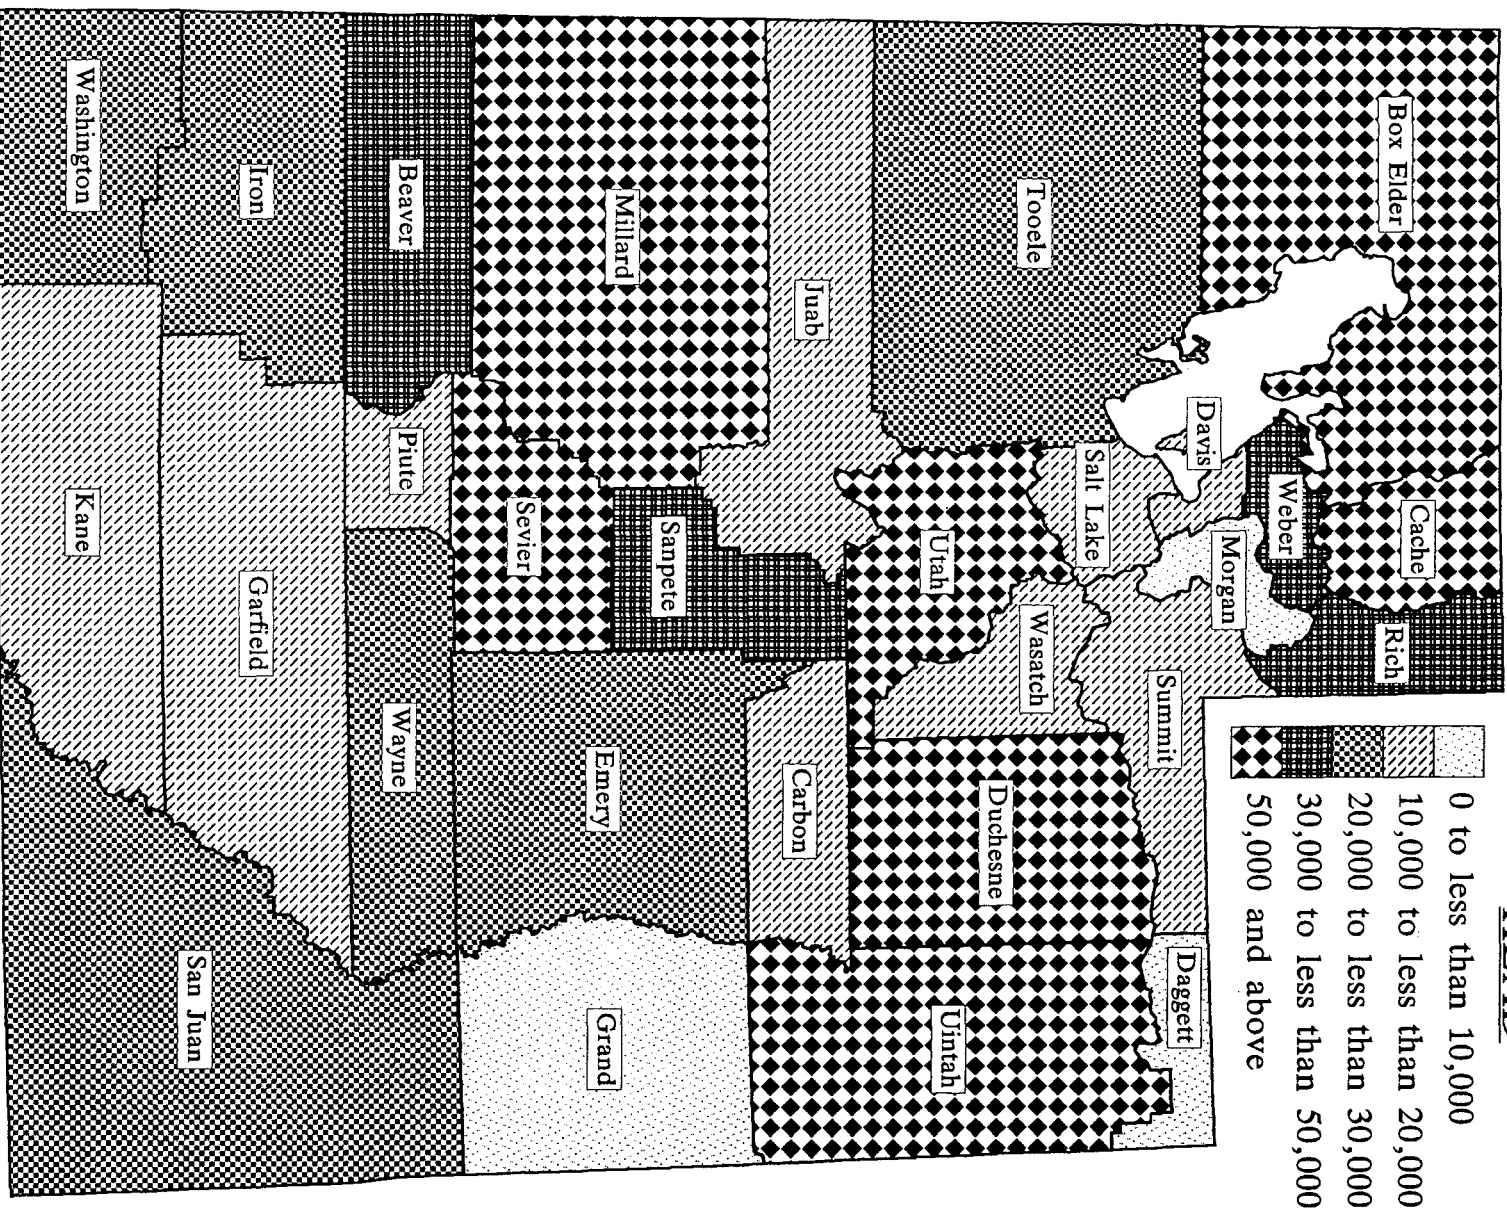 0 to less than 10,000
10,000 to less than 20,000
20,000 to less than 30,000
30,000 to less than 50,000
50,000 and above
Box Elder
Cache
Rich
Weber
Davis
Morgan
Daggett
Summit
Salt Lake
Tooele
Wasatch
Duchesne
Utah
Uintah
Juab
Carbon
Sanpete
Millard
Emery
Grand
Sevier
Beaver
Piute
Wayne
Iron
Garfield
San Juan
Washington
Kane